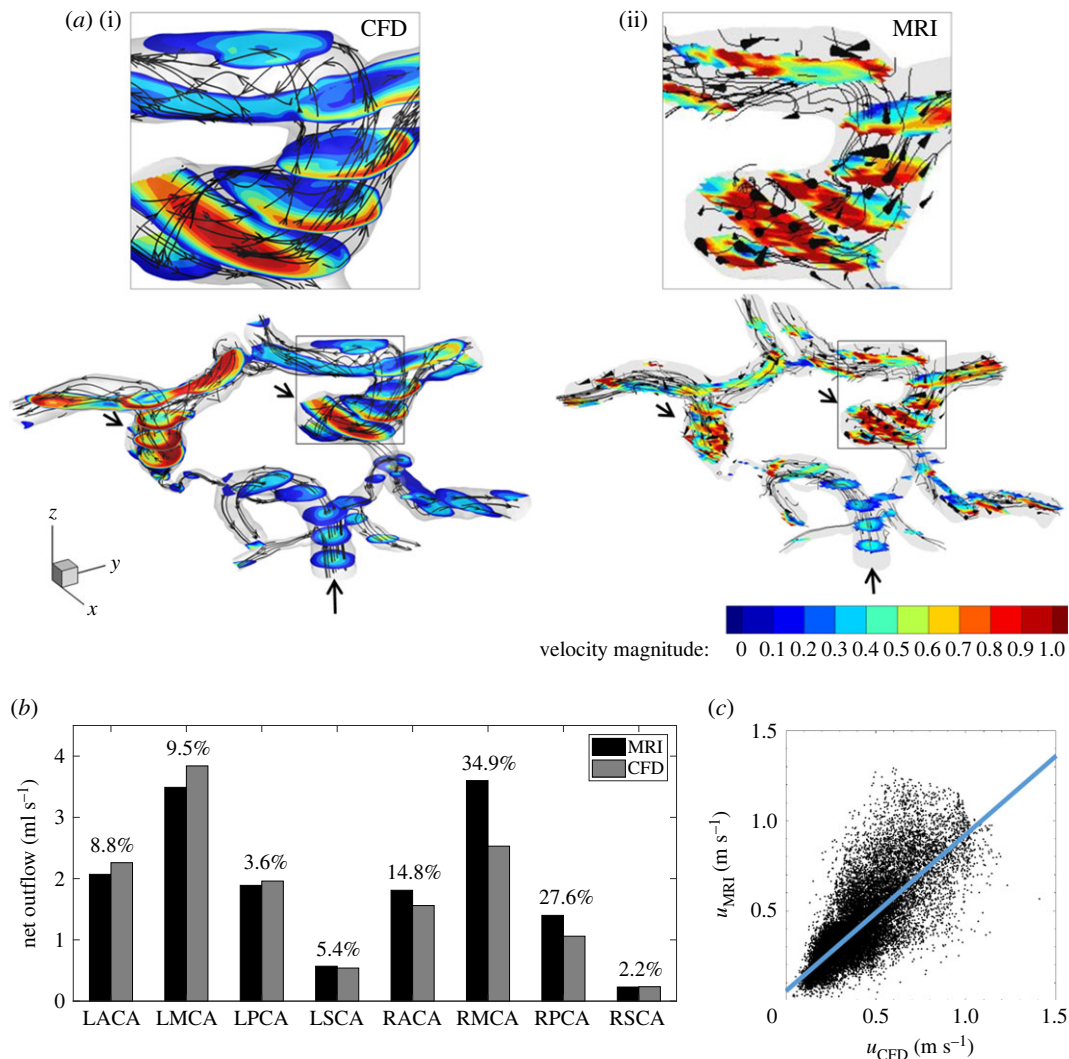 (a) (i) CFD
(ii) MRI
z
y
x
velocity magnitude: 0 0.1 0.2 0.3 0.4 0.5 0.6 0.7 0.8 0.9 1.0
(b)
net outflow (ml s⁻¹)
4
3
2
1
0
8.8%
9.5%
3.6%
5.4%
14.8%
34.9%
27.6%
2.2%
MRI
CFD
LACA LMCA LPCA LSCA RACA RMCA RPCA RSCA
(c)
u_MRI (m s⁻¹)
1.5
1.0
0.5
0 0.5 1.0 1.5
u_CFD (m s⁻¹)